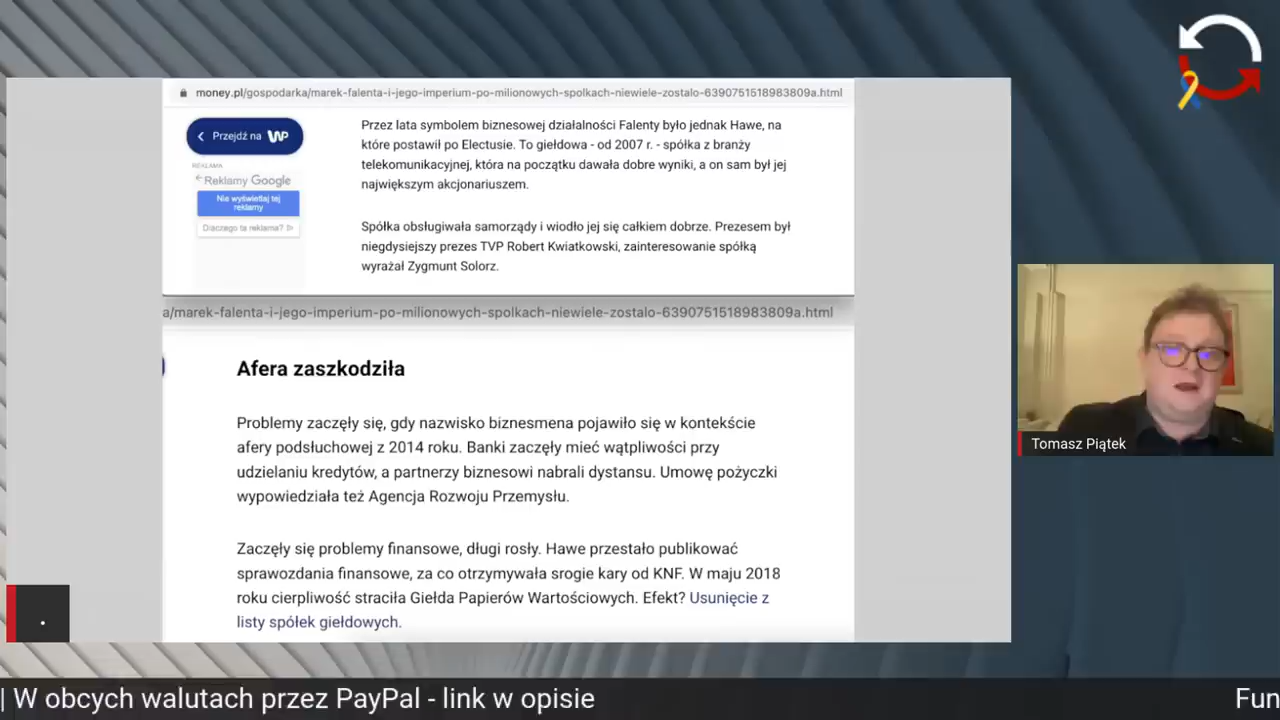 money.pl/gospodarka/marek-falenta-i-jego-imperium-po-milionowych-spolkach-niewiele-zostalo-6390751518983809a.html
Przejdź na WP
REKLAMA
Reklamy Google
Nie wyświetlaj tej
reklamy
Dlaczego ta reklama?
Przez lata symbolem biznesowej działalności Falenty było jednak Hawe, na
które postawił po Electusie. To giełdowa - od 2007 r. - spółka z branży
telekomunikacyjnej, która na początku dawała dobre wyniki, a on sam był jej
największym akcjonariuszem.
Spółka obsługiwała samorządy i wiodło jej się całkiem dobrze. Prezesem był
niegdysiejszy prezes TVP Robert Kwiatkowski, zainteresowanie spółką
wyrażał Zygmunt Solorz.
a/marek-falenta-i-jego-imperium-po-milionowych-spolkach-niewiele-zostalo-6390751518983809a.html
Afera zaszkodziła
Problemy zaczęły się, gdy nazwisko biznesmena pojawiło się w kontekście
afery podsłuchowej z 2014 roku. Banki zaczęły mieć wątpliwości przy
udzielaniu kredytów, a partnerzy biznesowi nabrali dystansu. Umowę pożyczki
wypowiedziała też Agencja Rozwoju Przemysłu.
Zaczęły się problemy finansowe, długi rosły. Hawe przestało publikować
sprawozdania finansowe, za co otrzymywała srogie kary od KNF. W maju 2018
roku cierpliwość straciła Giełda Papierów Wartościowych. Efekt? Usunięcie z
listy spółek giełdowych.
Tomasz Piątek
.
| W obcych walutach przez PayPal - link w opisie
Fun